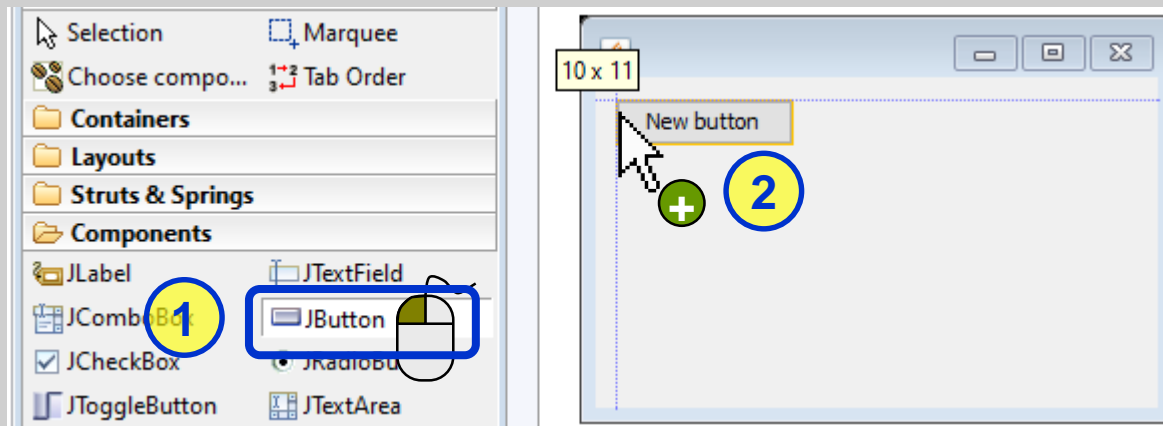 Selection
Marquee
Choose compo...
Tab Order
Containers
Layouts
Struts & Springs
Components
JLabel
JTextField
1
JButton
JCheckBox
JToggleButton
JTextArea
10 x 11
New button
2